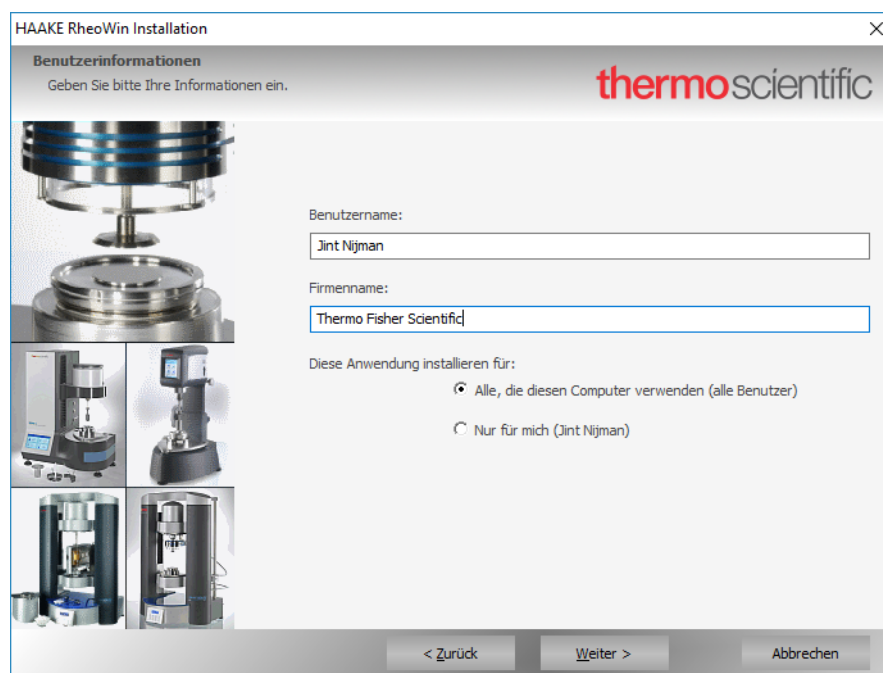 HAAKE RheoWin Installation
Benutzerinformationen
Geben Sie bitte Ihre Informationen ein.
thermoscientific
Benutzername:
Jint Nijman
Firmenname:
Thermo Fisher Scientific
Diese Anwendung installieren für:
Alle, die diesen Computer verwenden (alle Benutzer)
Nur für mich (Jint Nijman)
< Zurück
Weiter >
Abbrechen